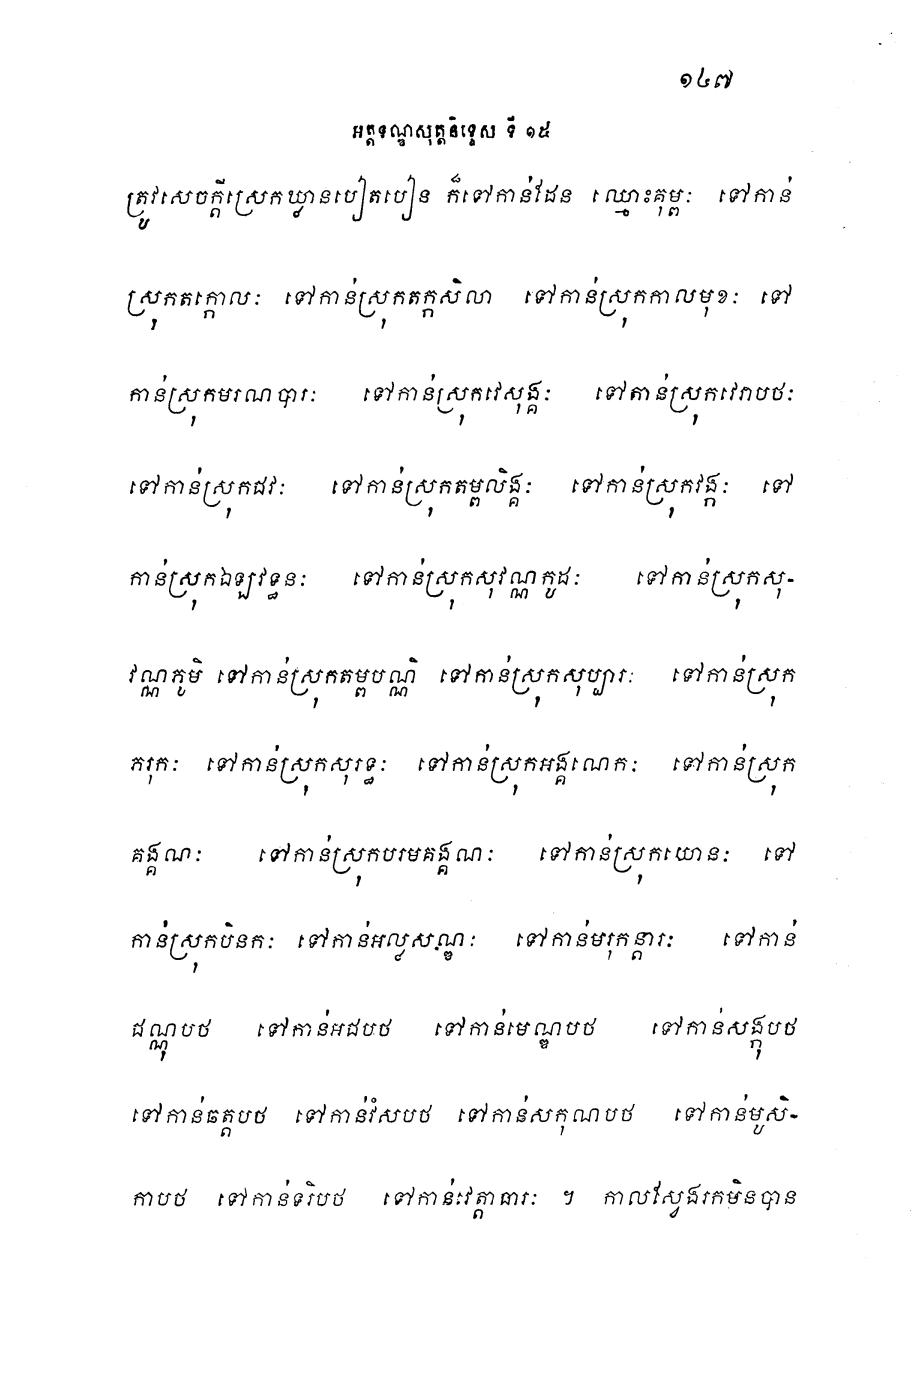 ១៤៧
អត្តទណ្ឌសុត្តនិទ្ទេស ទី ១៥
ត្រូវសេចក្តីស្រេកឃ្លានបៀតបៀន ក៏ទៅកាន់ដែន ឈ្មោះគុម្ពៈ ទៅកាន់
ស្រុកតក្កោលៈ ទៅកាន់ស្រុកតក្កសិលា ទៅកាន់ស្រុកកាលមុខៈ ទៅ
កាន់ស្រុកមរណបារៈ ទៅកាន់ស្រុកវេសុង្គៈ ទៅកាន់ស្រុកវេរាបថៈ
ទៅកាន់ស្រុកជវៈ ទៅកាន់ស្រុកតម្ពលិង្គៈ ទៅកាន់ស្រុកវង្កៈ ទៅ
កាន់ស្រុកឯឡវទ្ធនៈ ទៅកាន់ស្រុកសុវណ្ណកូដៈ ទៅកាន់ស្រុកសុ-
វណ្ណភូមិ ទៅកាន់ស្រុកតម្ពបណ្ណិ ទៅកាន់ស្រុកសុប្បារៈ ទៅកាន់ស្រុក
ភរុកៈ ទៅកាន់ស្រុកសុរទ្ធៈ ទៅកាន់ស្រុកអង្គណេកៈ ទៅកាន់ស្រុក
គង្គណៈ ទៅកាន់ស្រុកបរមគង្គណៈ ទៅកាន់ស្រុកយោនៈ ទៅ
កាន់ស្រុកបិនកៈ ទៅកាន់អល្លសណ្ឌៈ ទៅកាន់មរុកន្តារៈ ទៅកាន់
ជណ្ណុបថ ទៅកាន់អជបថ ទៅកាន់មេណ្ឌបថ ទៅកាន់សង្កុបថ
ទៅកាន់ឆត្តបថ ទៅកាន់វំសបថ ទៅកាន់សកុណបថ ទៅកាន់មូសិ-
កាបថ ទៅកាន់ទរិបថ ទៅកាន់វេត្តាធារៈ ។ កាលស្វែងរកមិនបាន